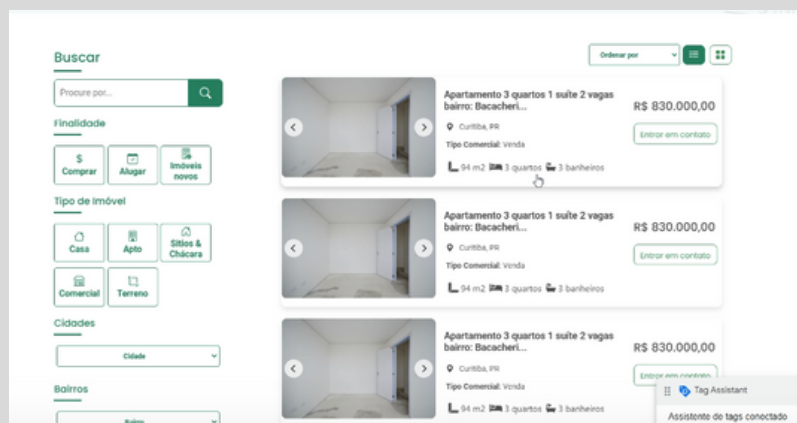 Buscar
Procure por...
Finalidade
$
Comprar
Alugar
Imóveis
novos
Tipo de Imóvel
Casa
Apto
Sítios &
Chácara
Comercial
Terreno
Cidades
Cidade
Bairros
Bairro
Ordenar por
Apartamento 3 quartos 1 suíte 2 vagas
bairro: Bacacheri...
R$ 830.000,00
Curitiba, PR
Entrar em contato
Tipo Comercial: Venda
94 m2 3 quartos 3 banheiros
Apartamento 3 quartos 1 suíte 2 vagas
bairro: Bacacheri...
R$ 830.000,00
Curitiba, PR
Entrar em contato
Tipo Comercial: Venda
94 m2 3 quartos 3 banheiros
Apartamento 3 quartos 1 suíte 2 vagas
bairro: Bacacheri...
R$ 830.000,00
Curitiba, PR
Entrar em contato
Tipo Comercial: Venda
94 m2 3 quartos 3 banheiros
Tag Assistant
Assistente de tags conectado